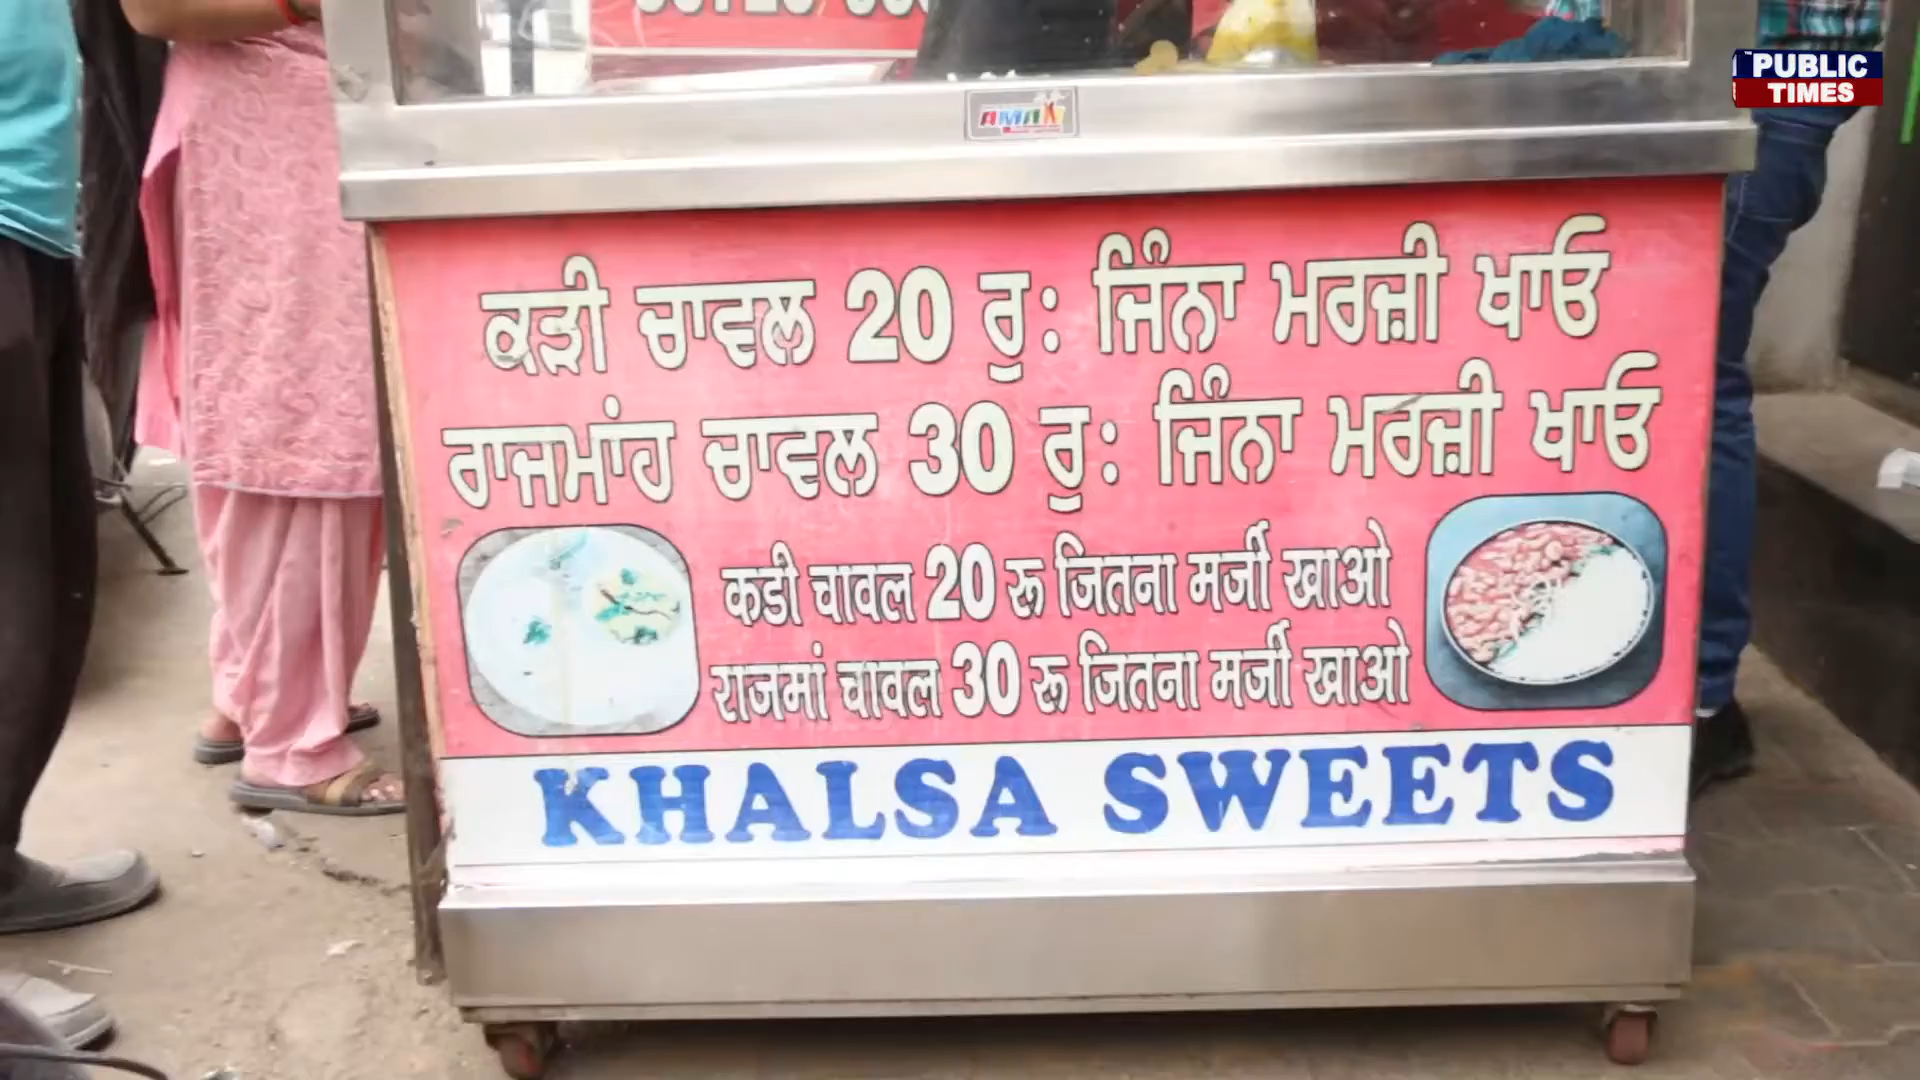 PUBLIC
TIMES
AMAN
ਕੜੀ ਚਾਵਲ 20 ਰੁ: ਜਿੰਨਾ ਮਰਜ਼ੀ ਖਾਓ
ਰਾਜਮਾਂਹ ਚਾਵਲ 30 ਰੁ: ਜਿੰਨਾ ਮਰਜ਼ੀ ਖਾਓ
कडी चावल 20 रू जितना मर्जी खाओ
राजमां चावल 30 रू जितना मर्जी खाओ
KHALSA SWEETS